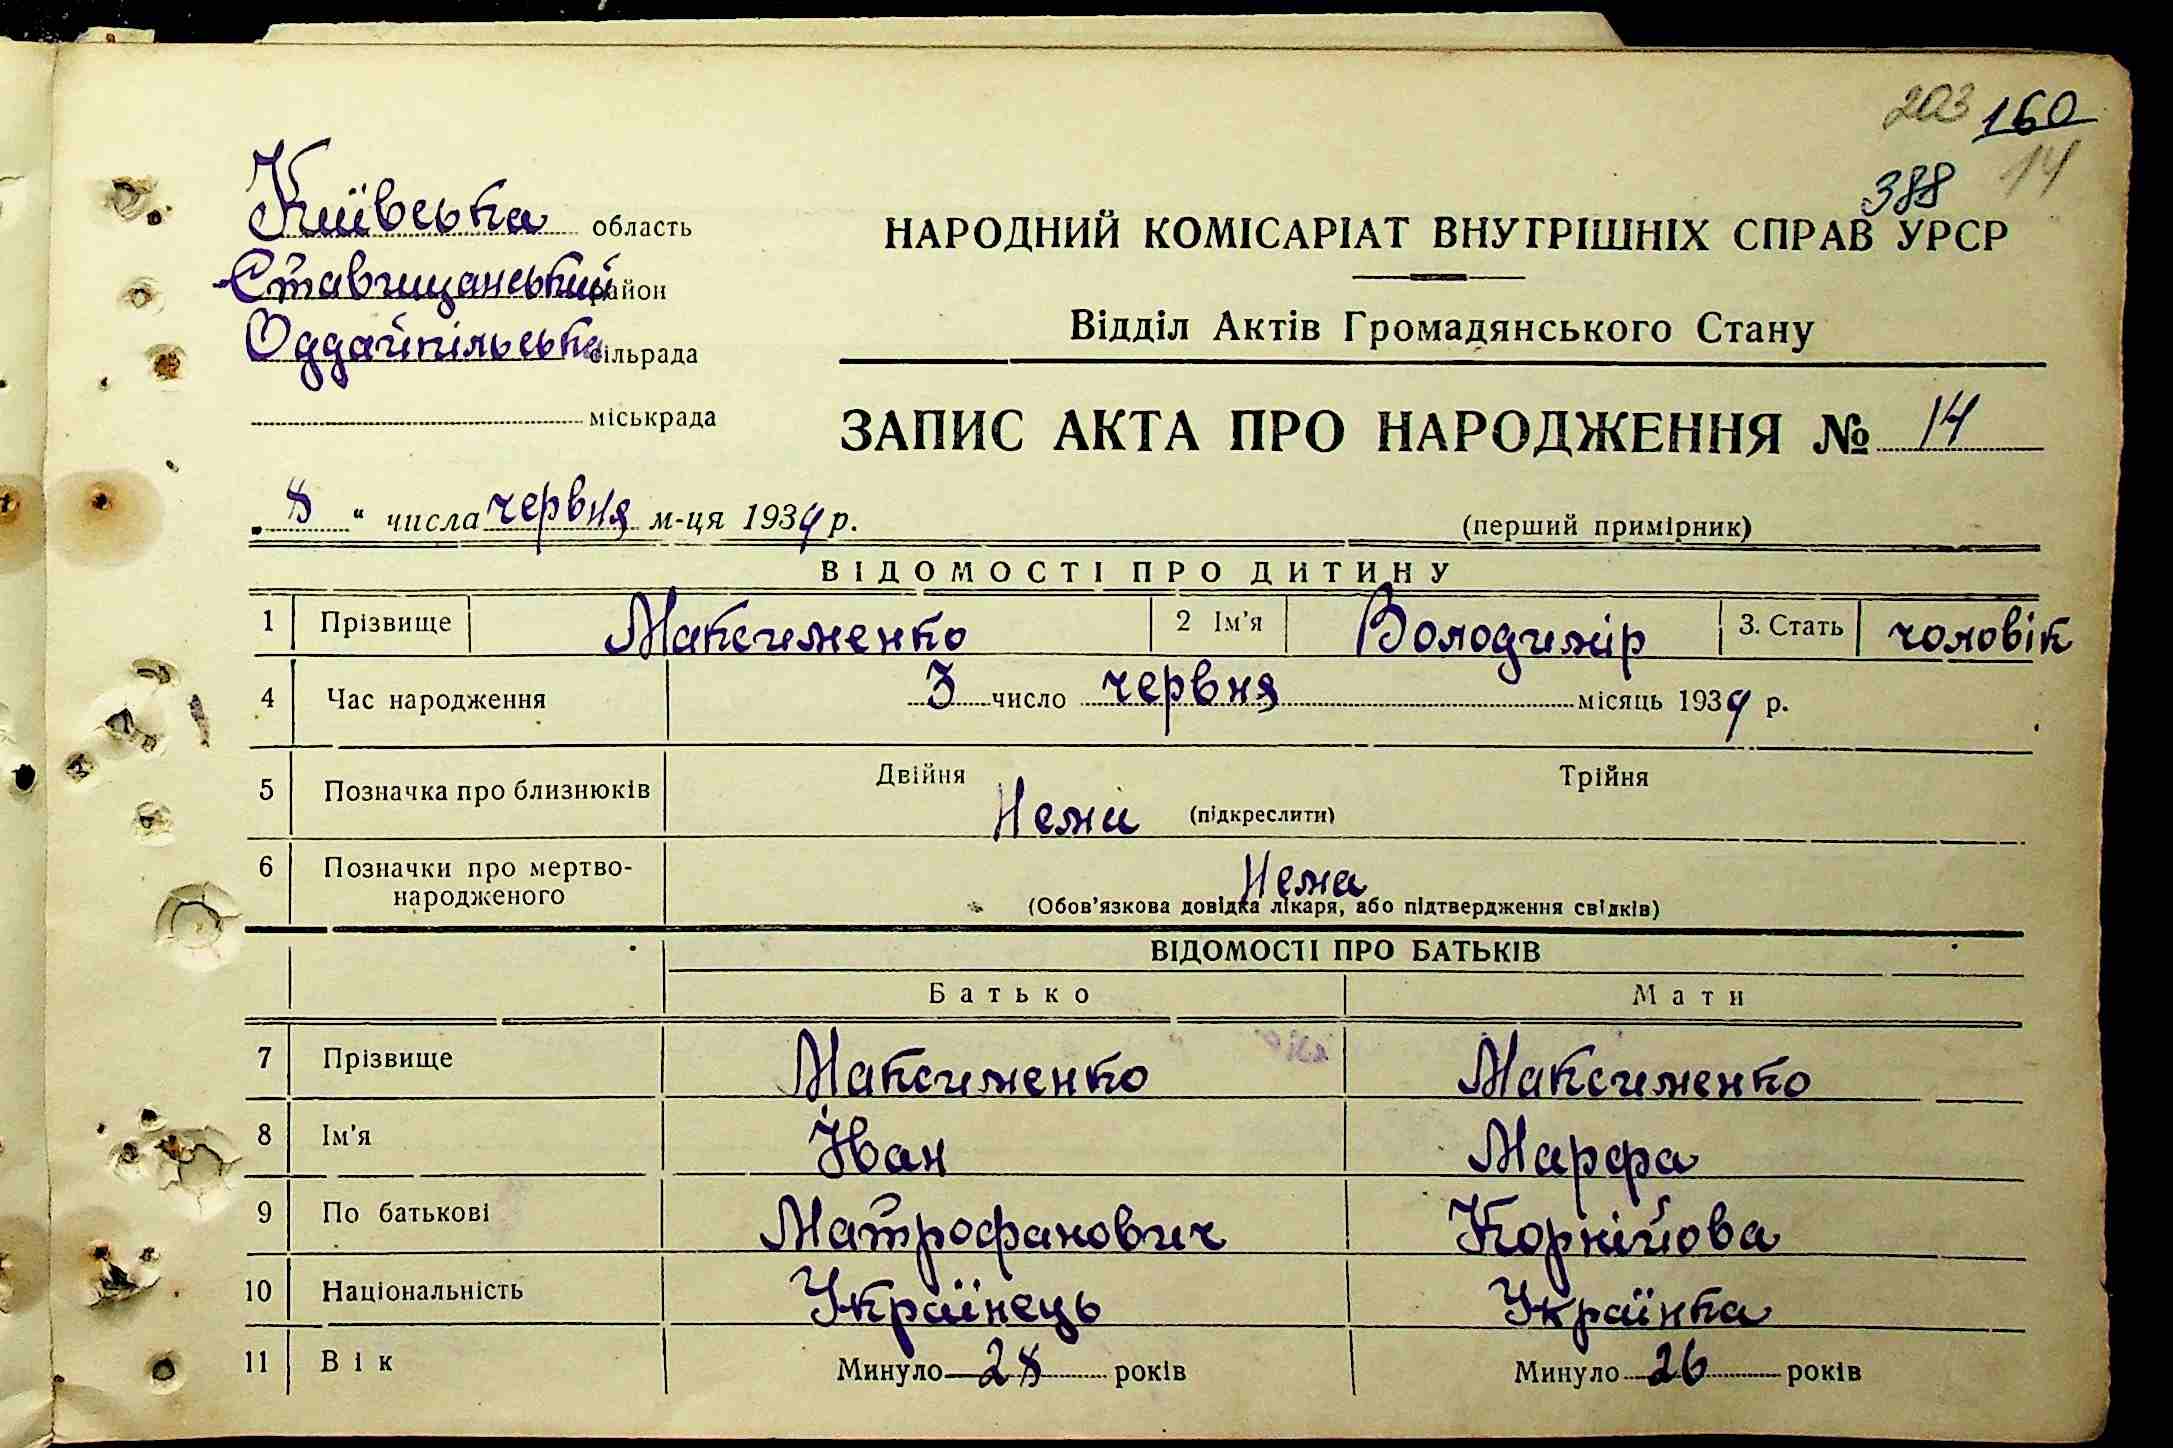 203 160
388 14
Київська область
Ставищанський район
Оддайпільська сільрада
міськрада
НАРОДНИЙ КОМІСАРІАТ ВНУТРІШНІХ СПРАВ УРСР
Відділ Актів Громадянського Стану
ЗАПИС АКТА ПРО НАРОДЖЕННЯ № 14
„8“ числа червня м-ця 1939 р.
(перший примірник)
ВІДОМОСТІ ПРО ДИТИНУ
1 Прізвище Максименко 2 Ім'я Володимір 3. Стать чоловік
4 Час народження 3 число червня місяць 1939 р.
5 Позначка про близнюків Двійня Трійня
Нема (підкреслити)
6 Позначки про мертво-
народженого Нема
(Обов'язкова довідка лікаря, або підтвердження свідків)
ВІДОМОСТІ ПРО БАТЬКІВ
Батько Мати
7 Прізвище Максименко Максименко
8 Ім'я Іван Марфа
9 По батькові Матрофанович Корнійова
10 Національність Українець Українка
11 Вік Минуло 28 років Минуло 26 років